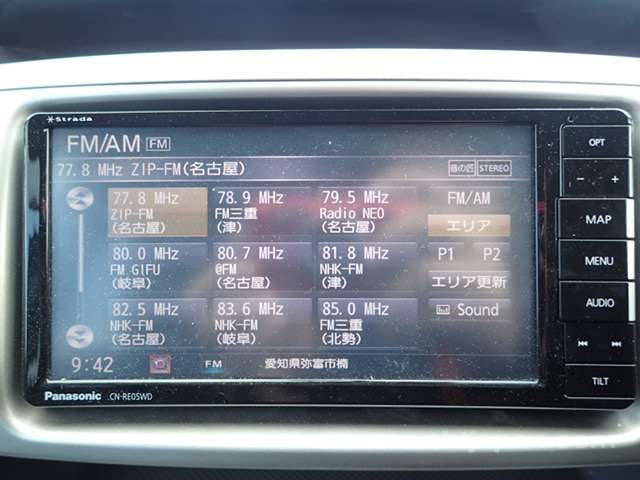 Strada
FM/AM FM
77.8 MHz ZIP-FM(名古屋) 音の匠 STEREO
77.8 MHz
ZIP-FM
(名古屋)
78.9 MHz
FM三重
(津)
79.5 MHz
Radio NEO
(名古屋)
FM/AM
エリア
80.0 MHz
FM GIFU
(岐阜)
80.7 MHz
@FM
(名古屋)
81.8 MHz
NHK-FM
(津)
P1 P2
エリア更新
82.5 MHz
NHK-FM
(名古屋)
83.6 MHz
NHK-FM
(岐阜)
85.0 MHz
FM三重
(北勢)
Sound
9:42 FM 愛知県弥富市楠
Panasonic CN-RE05WD
OPT
− +
MAP
MENU
AUDIO
TILT